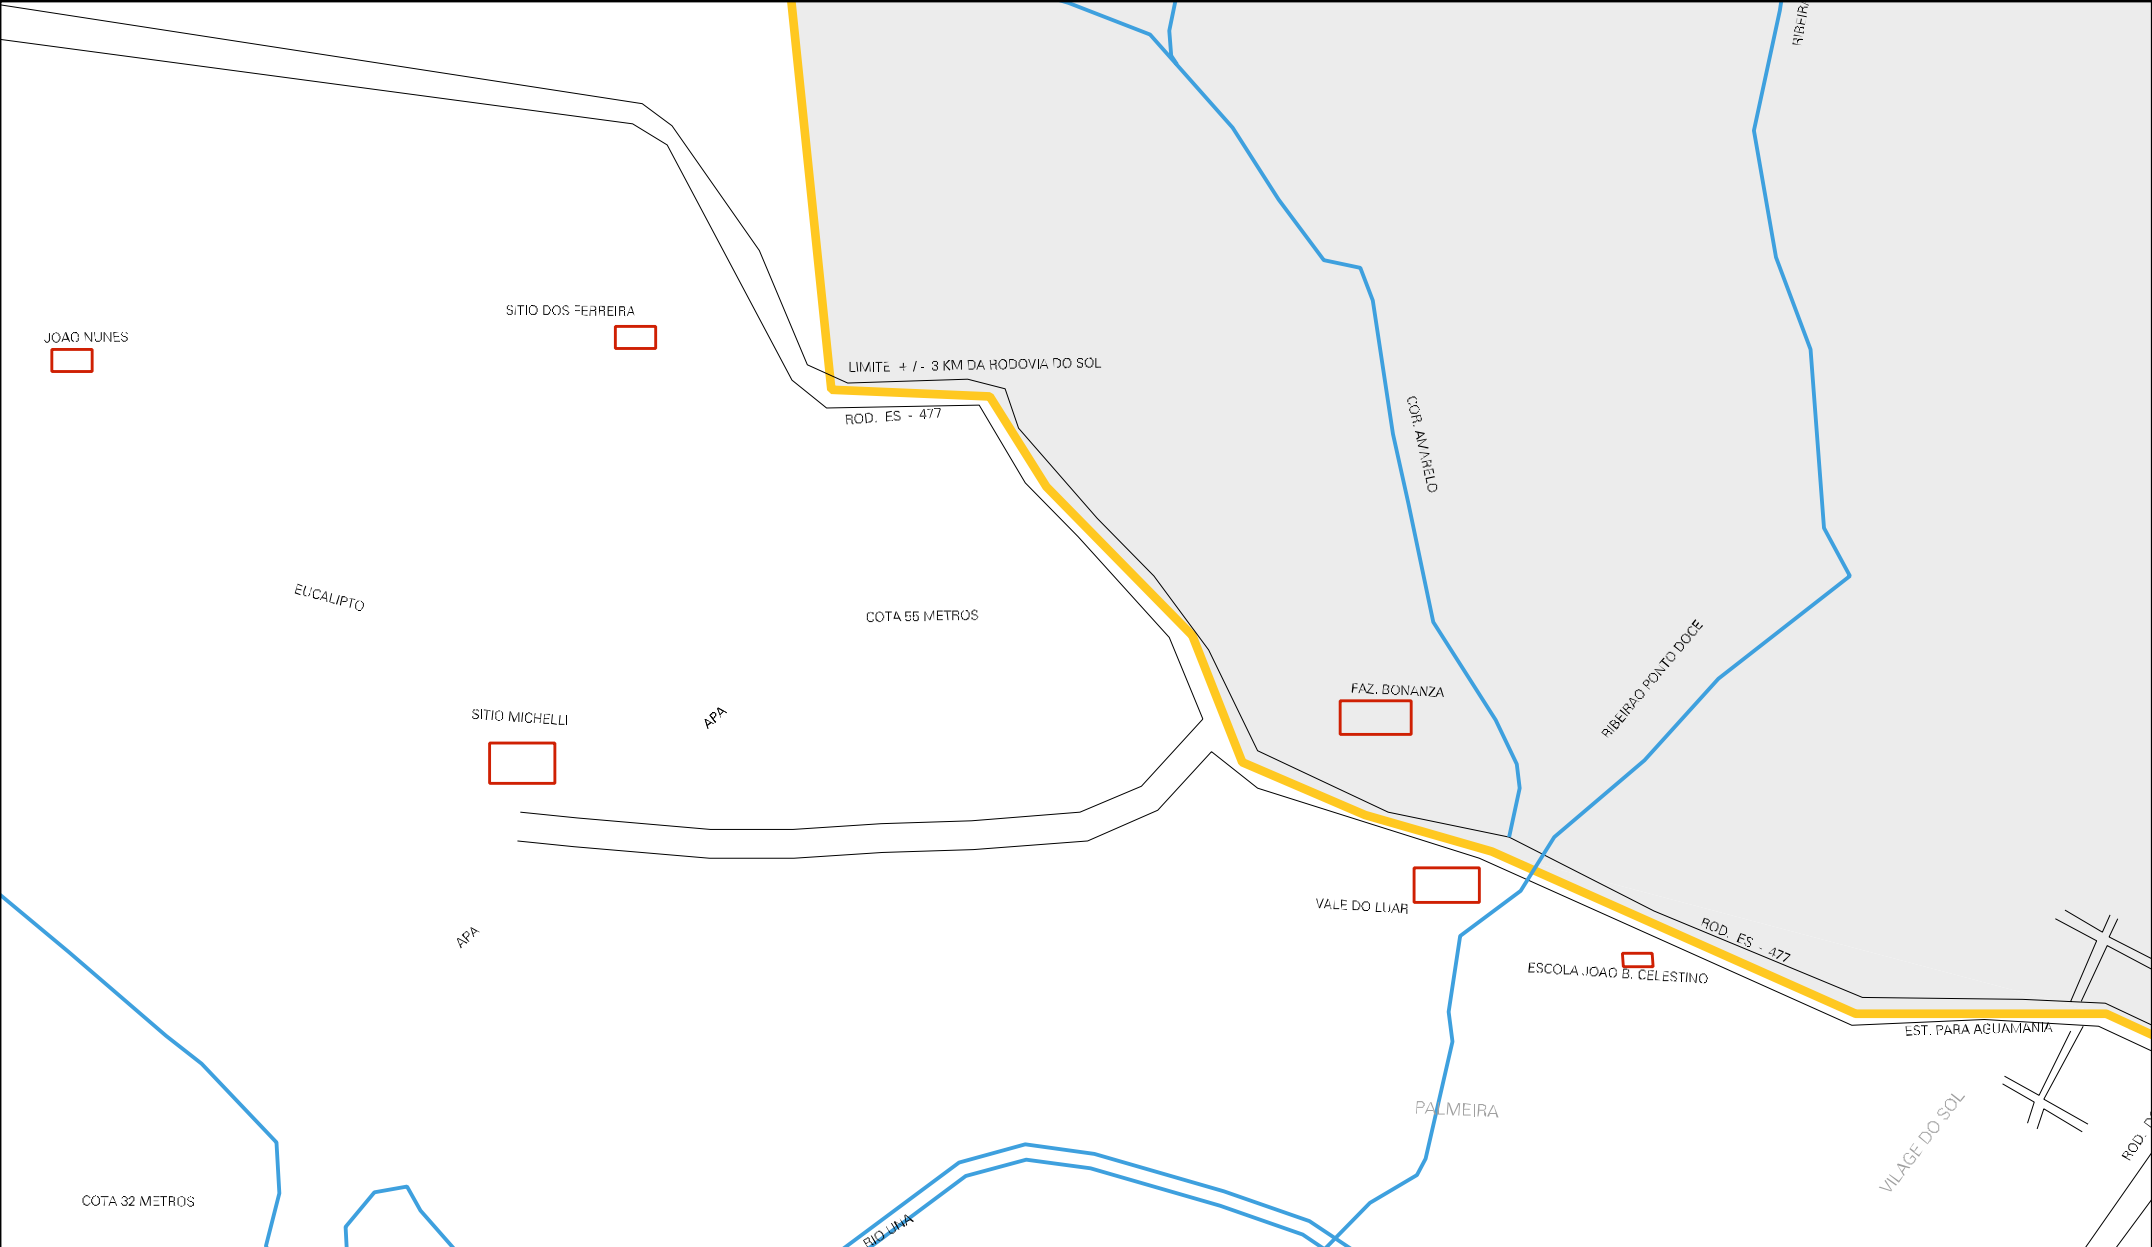 RIBEIRA
SITIO DOS FERREIRA
JOAO NUNES
LIMITE + / - 3 KM DA RODOVIA DO SOL
ROD. ES - 477
COR. AMARELO
EUCALIPTO
COTA 55 METROS
RIBEIRAO PONTO DOCE
FAZ. BONANZA
SITIO MICHELLI
APA
VALE DO LUAR
APA
ROD. ES - 477
ESCOLA JOAO B. CELESTINO
EST. PARA AGUAMANIA
PALMEIRA
VILAGE DO SOL
ROD.
COTA 32 METROS
RIO UNA